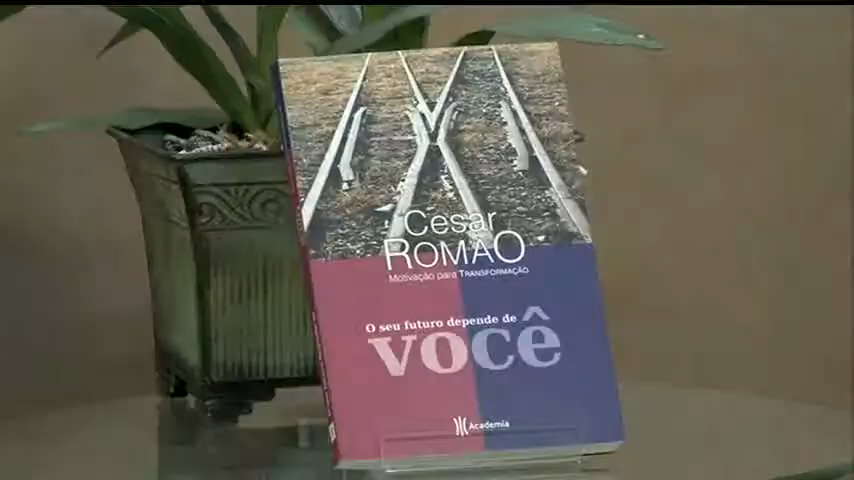 Cesar
ROMÃO
Motivação para TRANSFORMAÇÃO
O seu futuro depende de
você
Academia